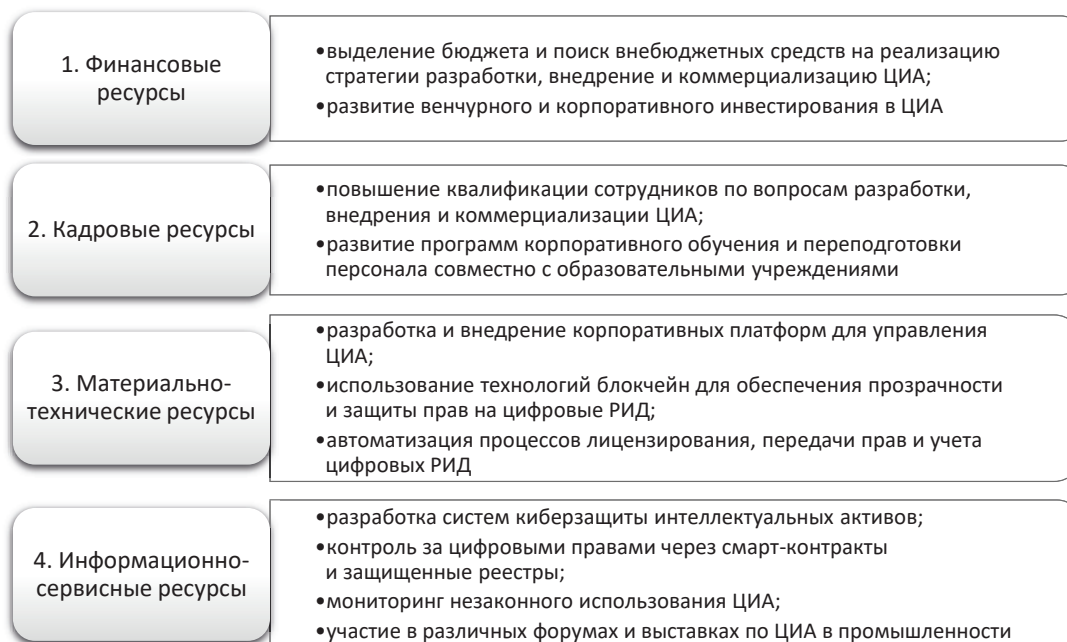 1. Финансовые
ресурсы
•выделение бюджета и поиск внебюджетных средств на реализацию
стратегии разработки, внедрение и коммерциализацию ЦИА;
•развитие венчурного и корпоративного инвестирования в ЦИА
2. Кадровые ресурсы
•повышение квалификации сотрудников по вопросам разработки,
внедрения и коммерциализации ЦИА;
•развитие программ корпоративного обучения и переподготовки
персонала совместно с образовательными учреждениями
3. Материально-
технические ресурсы
•разработка и внедрение корпоративных платформ для управления
ЦИА;
•использование технологий блокчейн для обеспечения прозрачности
и защиты прав на цифровые РИД;
•автоматизация процессов лицензирования, передачи прав и учета
цифровых РИД
4. Информационно-
сервисные ресурсы
•разработка систем киберзащиты интеллектуальных активов;
•контроль за цифровыми правами через смарт-контракты
и защищенные реестры;
•мониторинг незаконного использования ЦИА;
•участие в различных форумах и выставках по ЦИА в промышленности